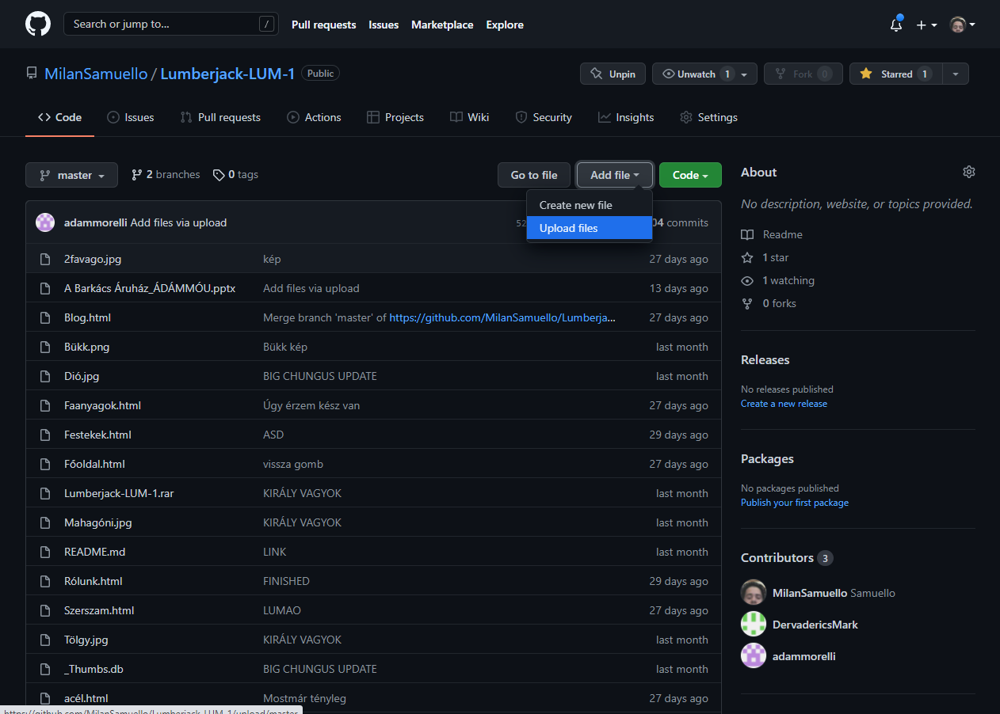 Search or jump to... /
Pull requests Issues Marketplace Explore
MilanSamuello / Lumberjack-LUM-1 Public
Unpin Unwatch 1 Fork 0 Starred 1
Code Issues Pull requests Actions Projects Wiki Security Insights Settings
master 2 branches 0 tags Go to file Add file Code
Create new file
Upload files
adammorelli Add files via upload 52 04 commits
2favago.jpg kép 27 days ago
A Barkács Áruház_ÁDÁMMÓU.pptx Add files via upload 13 days ago
Blog.html Merge branch 'master' of https://github.com/MilanSamuello/Lumberja... 27 days ago
Bükk.png Bükk kép last month
Dió.jpg BIG CHUNGUS UPDATE last month
Faanyagok.html Úgy érzem kész van 27 days ago
Festekek.html ASD 29 days ago
Főoldal.html vissza gomb 27 days ago
Lumberjack-LUM-1.rar KIRÁLY VAGYOK last month
Mahagóni.jpg KIRÁLY VAGYOK last month
README.md LINK last month
Rólunk.html FINISHED 29 days ago
Szerszam.html LUMAO 27 days ago
Tölgy.jpg KIRÁLY VAGYOK last month
_Thumbs.db BIG CHUNGUS UPDATE last month
acél.html Mostmár tényleg 27 days ago
About
No description, website, or topics provided.
Readme
1 star
1 watching
0 forks
Releases
No releases published
Create a new release
Packages
No packages published
Publish your first package
Contributors 3
MilanSamuello Samuello
DervadericsMark
adammorelli
https://github.com/MilanSamuello/Lumberjack-LUM-1/upload/master